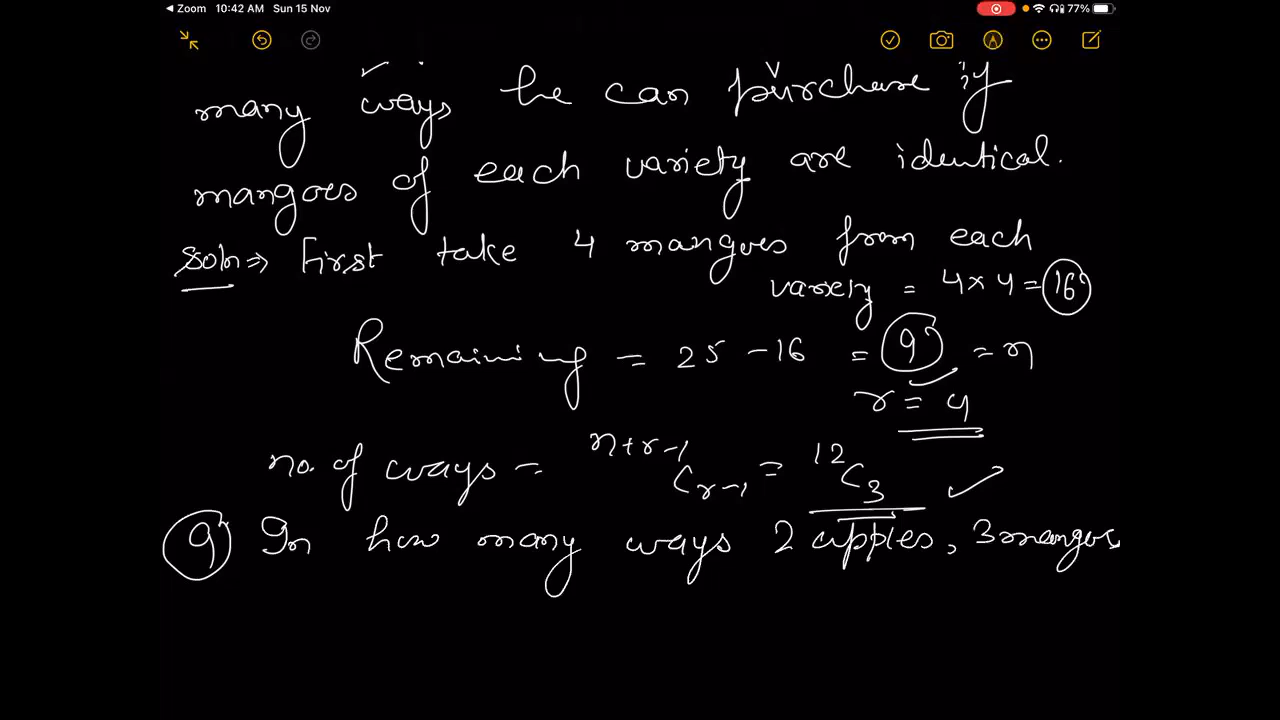 Zoom 10:42 AM Sun 15 Nov 77%
many ways he can purchase if
mangoes of each variety are identical.
Soln ⇒ First take 4 mangoes from each
variety = 4 × 4 = 16
Remaining = 25 - 16 = 9 = n
r = 4
no. of ways = n+r-1Cr-1 = 12C3 ✓
9 In how many ways 2 apples, 3 mangoes